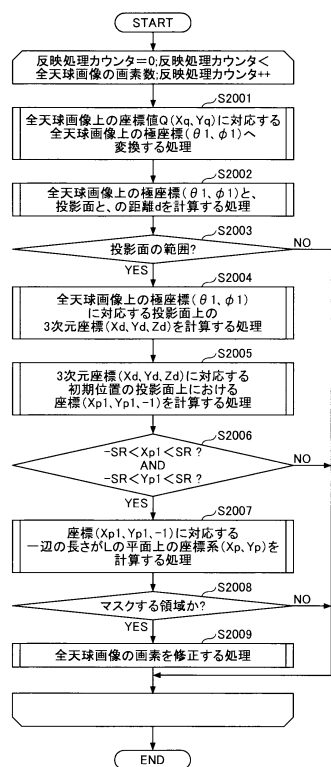 START
反映処理カウンター=0;反映処理カウンター<
全天球画像の画素数;反映処理カウンター++
S2001
全天球画像上の座標値Q(Xq,Yq)に対応する
全天球画像上の極座標(θ1,φ1)へ
変換する処理
S2002
全天球画像上の極座標(θ1,φ1)と、
投影面と、の距離dを計算する処理
S2003
投影面の範囲?
NO
YES
S2004
全天球画像上の極座標(θ1,φ1)
に対応する投影面上の
3次元座標(Xd,Yd,Zd)を計算する処理
S2005
3次元座標(Xd,Yd,Zd)に対応する
初期位置の投影面上における
座標(Xp1,Yp1,-1)を計算する処理
S2006
-SR<Xp1<SR?
AND
-SR<Yp1<SR?
NO
YES
S2007
座標(Xp1,Yp1,-1)に対応する
一辺の長さがLの平面上の座標系(Xp,Yp)を
計算する処理
S2008
マスクする領域か?
NO
YES
S2009
全天球画像の画素を修正する処理
END